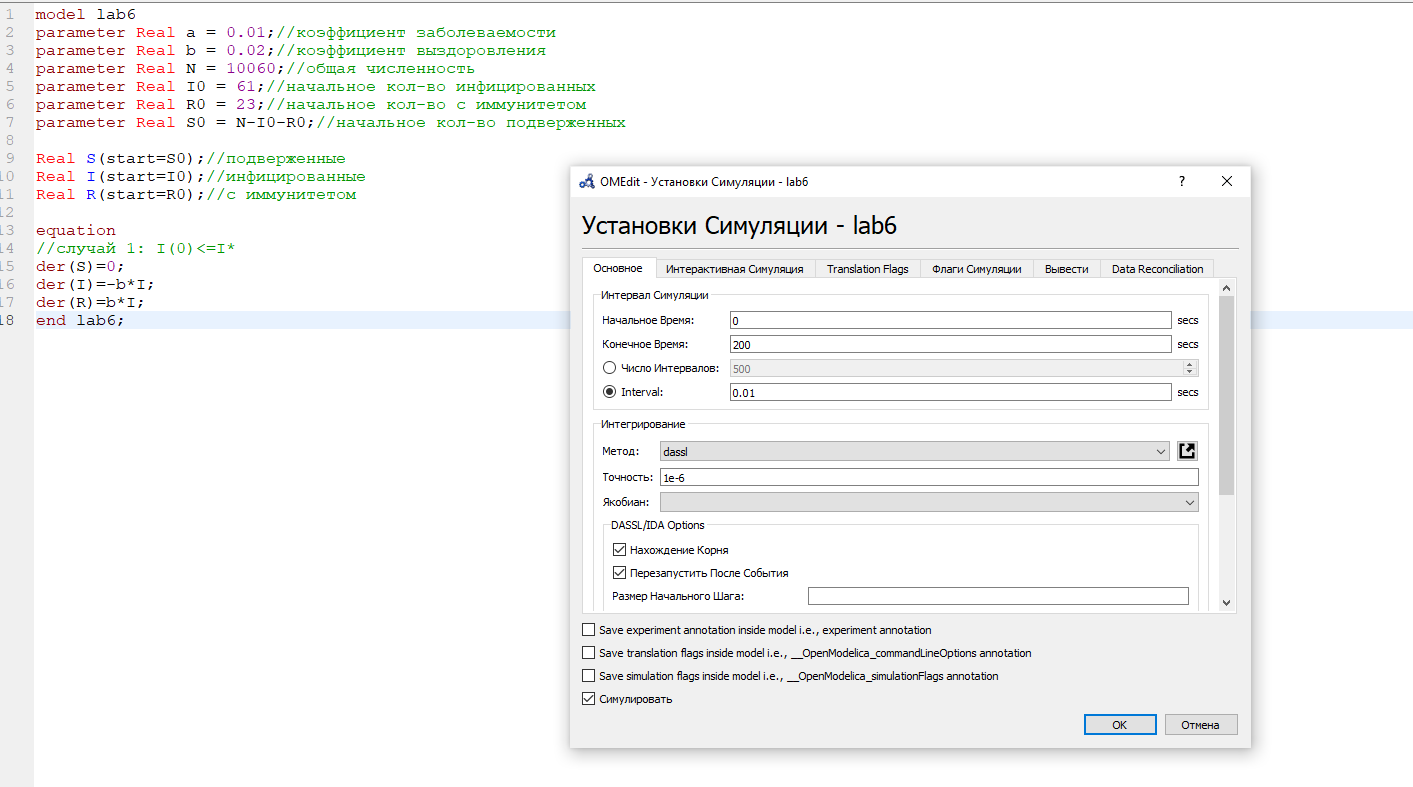 1 model lab6
2 parameter Real a = 0.01;//коэффициент заболеваемости
3 parameter Real b = 0.02;//коэффициент выздоровления
4 parameter Real N = 10060;//общая численность
5 parameter Real I0 = 61;//начальное кол-во инфицированных
6 parameter Real R0 = 23;//начальное кол-во с иммунитетом
7 parameter Real S0 = N-I0-R0;//начальное кол-во подверженных
8
9 Real S(start=S0);//подверженные
10 Real I(start=I0);//инфицированные
11 Real R(start=R0);//с иммунитетом
12
13 equation
14 //случай 1: I(0)<=I*
15 der(S)=0;
16 der(I)=-b*I;
17 der(R)=b*I;
18 end lab6;
OMEdit - Установки Симуляции - lab6 ?
Установки Симуляции - lab6
Основное Интерактивная Симуляция Translation Flags Флаги Симуляции Вывести Data Reconciliation
Интервал Симуляции
Начальное Время: 0 secs
Конечное Время: 200 secs
Число Интервалов: 500
Interval: 0.01 secs
Интегрирование
Метод: dassl
Точность: 1e-6
Якобиан:
DASSL/IDA Options
Нахождение Корня
Перезапустить После События
Размер Начального Шага:
Save experiment annotation inside model i.e., experiment annotation
Save translation flags inside model i.e., __OpenModelica_commandLineOptions annotation
Save simulation flags inside model i.e., __OpenModelica_simulationFlags annotation
Симулировать
OK Отмена